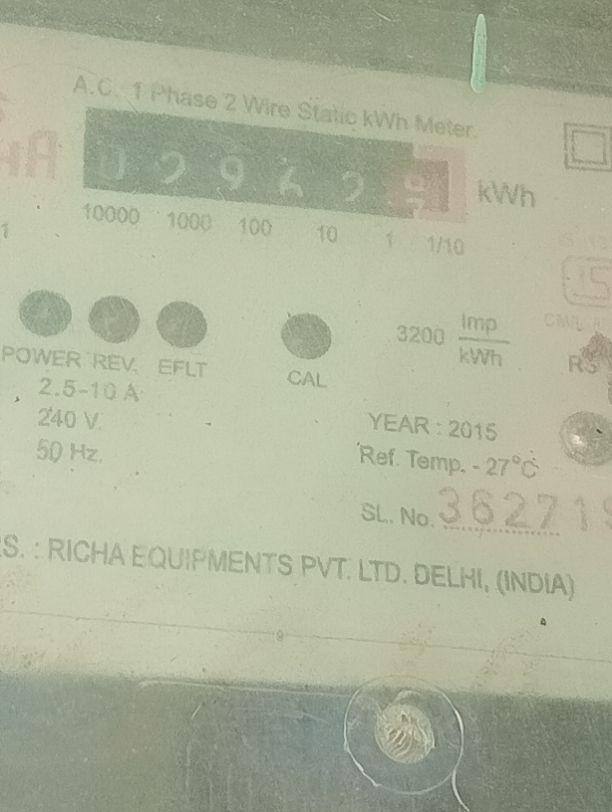 A.C. 1 Phase 2 Wire Static kWh Meter.
kWh
10000 1000 100 10 1 1/10
3200 Imp/kWh
POWER REV. EFLT CAL
2.5-10 A
240 V.
50 Hz.
YEAR : 2015
Ref. Temp. - 27°C
SL. No. 362719
RS
S. : RICHA EQUIPMENTS PVT. LTD. DELHI, (INDIA)